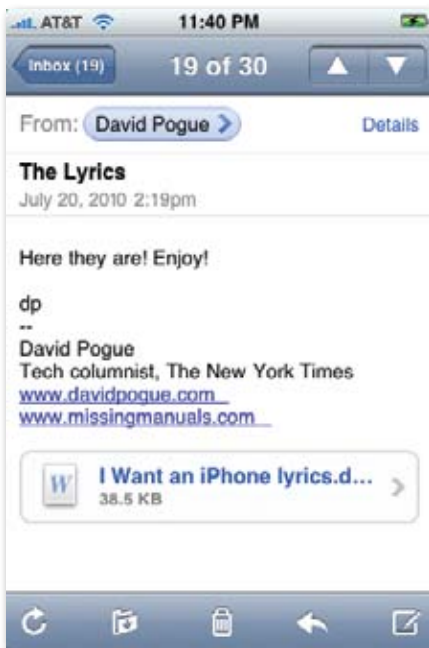 AT&T 11:40 PM
Inbox (19) 19 of 30
From: David Pogue Details
The Lyrics
July 20, 2010 2:19pm
Here they are! Enjoy!
dp
--
David Pogue
Tech columnist, The New York Times
www.davidpogue.com
www.missingmanuals.com
W I Want an iPhone lyrics.d...
38.5 KB